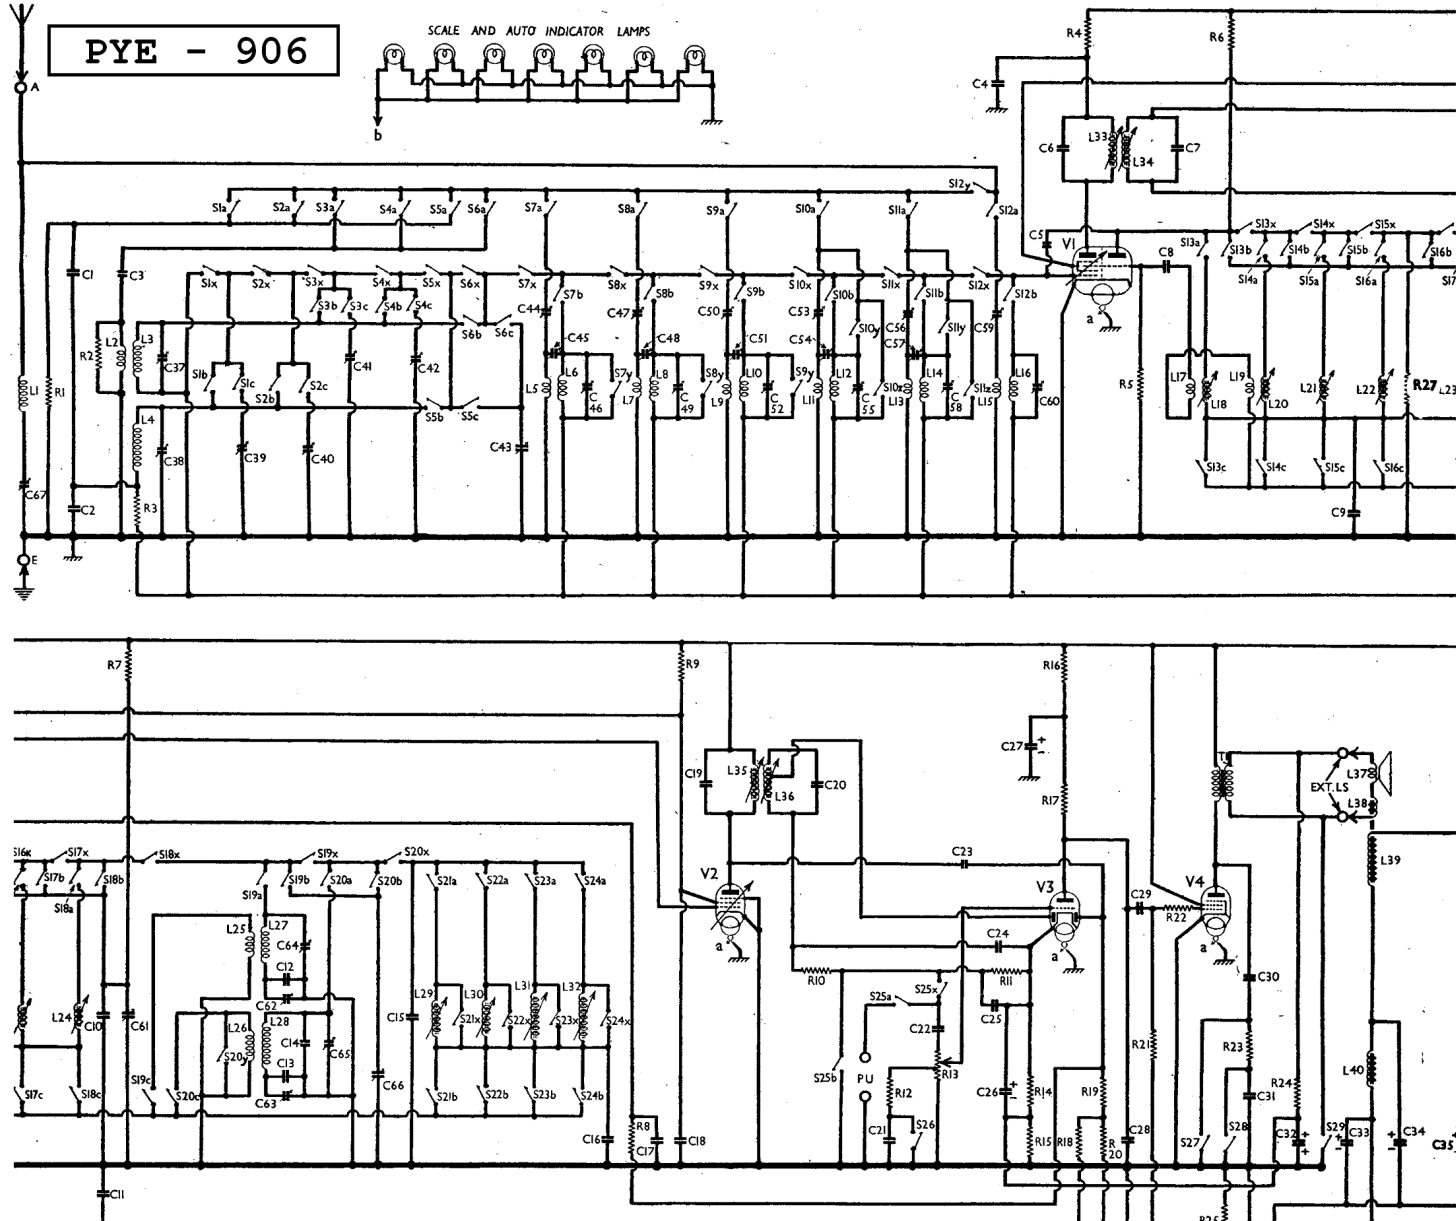 PYE - 906
SCALE AND AUTO INDICATOR LAMPS
A
b
R4
R6
C4
C6
L33
L34
C7
S12y
S1a
S2a
S3a
S4a
S5a
S6a
S7a
S8a
S9a
S10a
S11a
S12a
C5
V1
C8
S13a
S13x
S14x
S15x
S13b
S14b
S15b
S16b
S14a
S15a
S16a
S17
C1
C3
S1x
S2x
S3x
S4x
S5x
S6x
S7x
S8x
S9x
S10x
S11x
S12x
S7b
S8b
S9b
S10b
S11b
S12b
a
S3b
S3c
S4b
S4c
C44
C47
C50
C53
C56
C59
S10y
S11y
S6b
S6c
C45
C48
C51
C54
C57
L2
L3
R2
C37
C41
C42
L1
R1
S1b
S1c
S2b
S2c
L5
L6
S7y
L7
L8
S8y
L9
L10
S9y
L11
L12
S10z
L13
L14
S11z
L15
L16
C46
C49
C52
C55
C58
C60
R5
L17
L18
L19
L20
L21
L22
R27
L23
L4
C38
C39
C40
S5b
S5c
C43
C67
C2
R3
S13c
S14c
S15c
S16c
C9
E
R7
R9
R16
C27
+
-
C19
L35
L36
C20
R17
T1
EXT.LS
L37
L38
L39
S16x
S17x
S18x
S19x
S20x
C23
S17b
S18b
S18a
S19a
S19b
S20a
S20b
S21a
S22a
S23a
S24a
V2
V3
V4
C29
R22
a
a
a
L25
L27
C64
C12
C62
C24
R10
R11
C30
L24
C10
C61
L26
L28
C14
C13
C63
C65
S20y
C15
L29
L30
L31
L32
S21x
S22x
S23x
S24x
S25a
S25x
C25
C22
S25b
PU
R12
R13
C26
R14
R19
R21
R23
R24
L40
S17c
S18c
S19c
S20c
C66
S21b
S22b
S23b
S24b
C16
R8
C17
C18
C21
S26
R15
R18
R20
C28
S27
S28
C31
C32
S29
C33
C34
C35
C11
R25